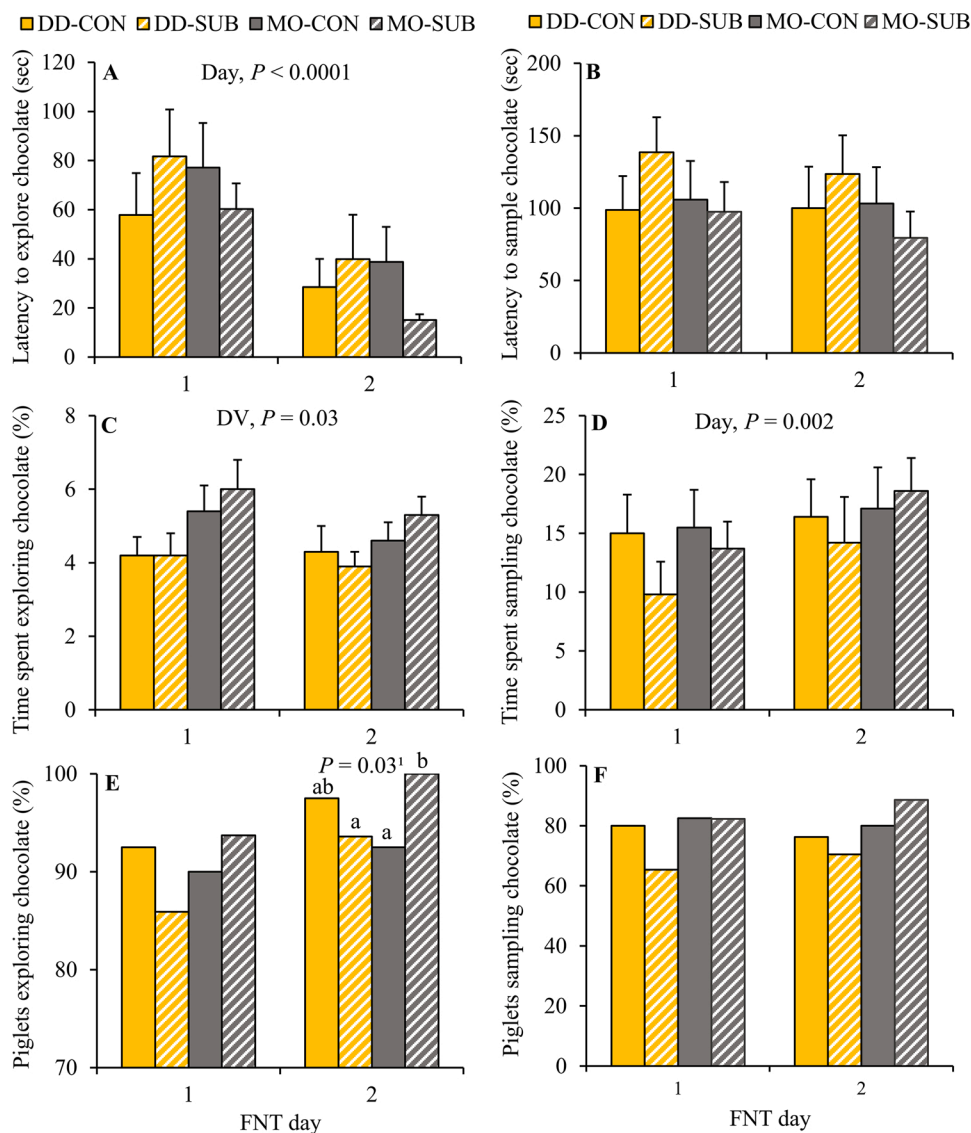 DD-CON DD-SUB MO-CON MO-SUB
DD-CON DD-SUB MO-CON MO-SUB
A
Day, P < 0.0001
Latency to explore chocolate (sec)
120
100
80
60
40
20
0
1
2
B
Latency to sample chocolate (sec)
200
150
100
50
0
1
2
C
DV, P = 0.03
Time spent exploring chocolate (%)
8
6
4
2
0
1
2
D
Day, P = 0.002
Time spent sampling chocolate (%)
25
20
15
10
5
0
1
2
E
P = 0.03¹
ab
a
a
b
Piglets exploring chocolate (%)
100
90
80
70
1
2
FNT day
F
Piglets sampling chocolate (%)
100
80
60
40
20
0
1
2
FNT day